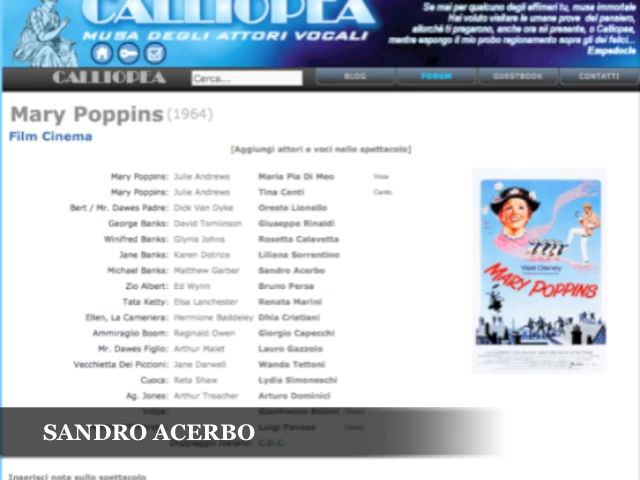 CALLIOPEA
MUSA DEGLI ATTORI VOCALI
Se mai per qualcuno degli effimeri tu, musa immortale
Hai voluto visitare le umane prove del pensiero,
allorché ti pregarono, anche ora sii presente, o Calliopea,
mentre espongo il mio probo ragionamento sopra gli dei felici...
Empedocle
CALLIOPEA
Cerca...
BLOG
FORUM
GUESTBOOK
CONTATTI
Mary Poppins (1964)
Film Cinema
[Aggiungi attori e voci nello spettacolo]
Mary Poppins: Julie Andrews Maria Pia Di Meo Voce
Mary Poppins: Julie Andrews Tina Centi Canto
Bert / Mr. Dawes Padre: Dick Van Dyke Oreste Lionello
George Banks: David Tomlinson Giuseppe Rinaldi
Winifred Banks: Glynis Johns Rosetta Calavetta
Jane Banks: Karen Dotrice Liliana Sorrentino
Michael Banks: Matthew Garber Sandro Acerbo
Zio Albert: Ed Wynn Bruno Persa
Tata Ketty: Elsa Lanchester Renata Marini
Ellen, La Cameriera: Hermione Baddeley Dhia Cristiani
Ammiraglio Boom: Reginald Owen Giorgio Capecchi
Mr. Dawes Figlio: Arthur Malet Lauro Gazzolo
Vecchietta Dei Piccioni: Jane Darwell Wanda Tettoni
Cuoca: Reta Shaw Lydia Simoneschi
Ag. Jones: Arthur Treacher Arturo Dominici
Luigi Pavese
C.D.C.
Walt Disney
MARY POPPINS
SANDRO ACERBO
Inserisci nota sullo spettacolo